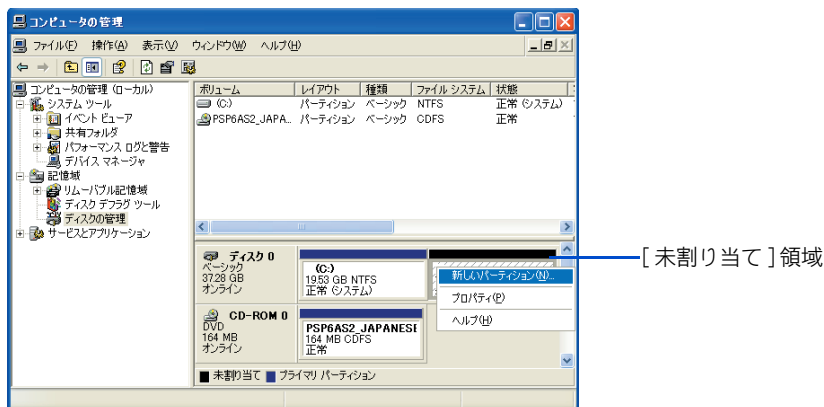 コンピュータの管理
ファイル(F) 操作(A) 表示(V) ウィンドウ(W) ヘルプ(H)
コンピュータの管理 (ローカル)
システム ツール
イベント ビューア
共有フォルダ
パフォーマンス ログと警告
デバイス マネージャ
記憶域
リムーバブル記憶域
ディスク デフラグ ツール
ディスクの管理
サービスとアプリケーション
ボリューム レイアウト 種類 ファイル システム 状態
(C:) パーティション ベーシック NTFS 正常 (システム)
PSP6AS2_JAPA... パーティション ベーシック CDFS 正常
ディスク 0
ベーシック
37.28 GB
オンライン
(C:)
19.53 GB NTFS
正常 (システム)
新しいパーティション(N)...
プロパティ(P)
ヘルプ(H)
[ 未割り当て ] 領域
CD-ROM 0
DVD
164 MB
オンライン
PSP6AS2_JAPANESE
164 MB CDFS
正常
未割り当て プライマリ パーティション